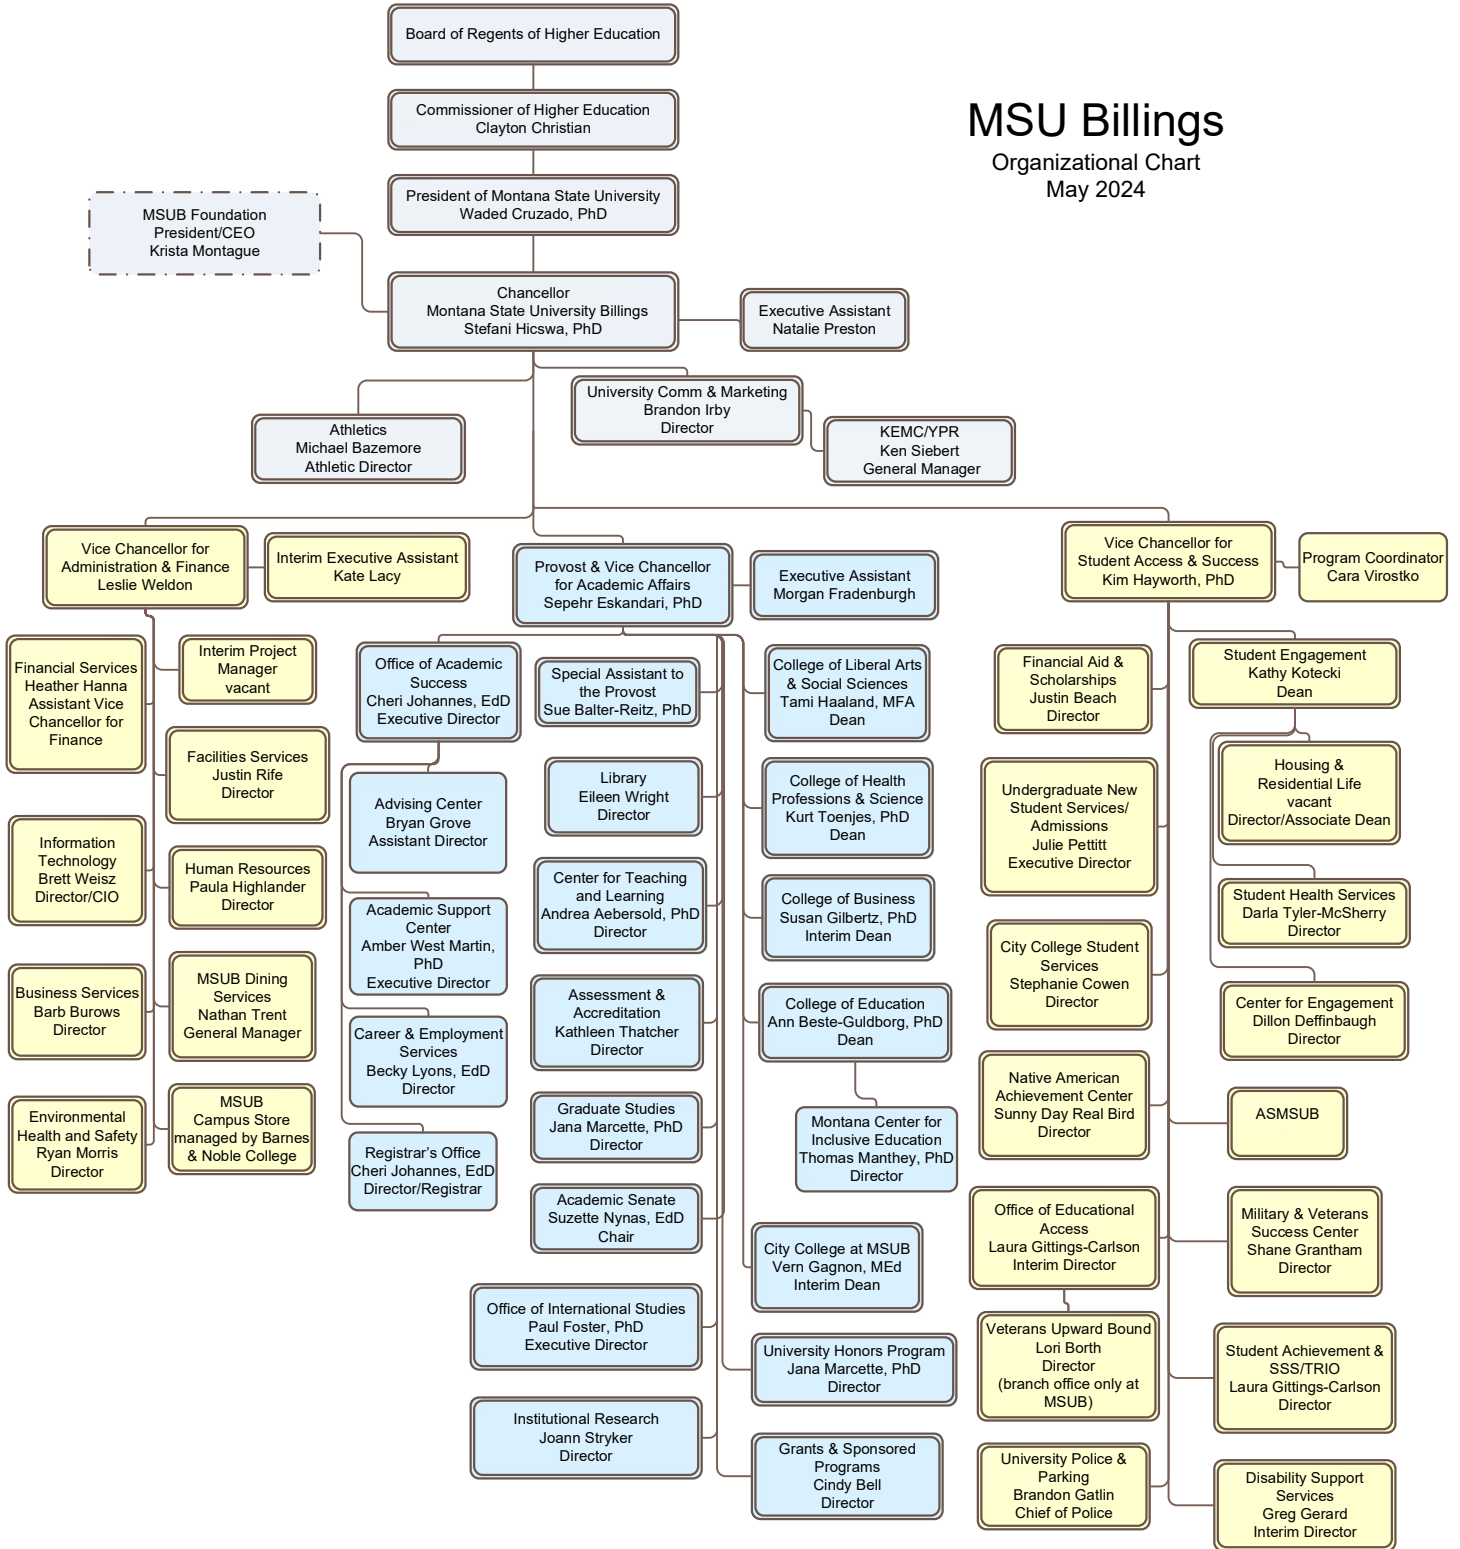 Board of Regents of Higher Education
Commissioner of Higher Education
Clayton Christian
MSU Billings
Organizational Chart
May 2024
President of Montana State University
Waded Cruzado, PhD
MSUB Foundation
President/CEO
Krista Montague
Chancellor
Montana State University Billings
Stefani Hicswa, PhD
Executive Assistant
Natalie Preston
University Comm & Marketing
Brandon Irby
Director
Athletics
Michael Bazemore
Athletic Director
KEMC/YPR
Ken Siebert
General Manager
Vice Chancellor for
Administration & Finance
Leslie Weldon
Interim Executive Assistant
Kate Lacy
Financial Services
Heather Hanna
Assistant Vice
Chancellor for
Finance
Interim Project
Manager
vacant
Facilities Services
Justin Rife
Director
Information
Technology
Brett Weisz
Director/CIO
Human Resources
Paula Highlander
Director
Business Services
Barb Burows
Director
MSUB Dining
Services
Nathan Trent
General Manager
Environmental
Health and Safety
Ryan Morris
Director
MSUB
Campus Store
managed by Barnes
& Noble College
Provost & Vice Chancellor
for Academic Affairs
Sepehr Eskandari, PhD
Executive Assistant
Morgan Fradenburgh
Office of Academic
Success
Cheri Johannes, EdD
Executive Director
Advising Center
Bryan Grove
Assistant Director
Academic Support
Center
Amber West Martin,
PhD
Executive Director
Career & Employment
Services
Becky Lyons, EdD
Director
Registrar’s Office
Cheri Johannes, EdD
Director/Registrar
Special Assistant to
the Provost
Sue Balter-Reitz, PhD
Library
Eileen Wright
Director
Center for Teaching
and Learning
Andrea Aebersold, PhD
Director
Assessment &
Accreditation
Kathleen Thatcher
Director
Graduate Studies
Jana Marcette, PhD
Director
Academic Senate
Suzette Nynas, EdD
Chair
Office of International Studies
Paul Foster, PhD
Executive Director
Institutional Research
Joann Stryker
Director
College of Liberal Arts
& Social Sciences
Tami Haaland, MFA
Dean
College of Health
Professions & Science
Kurt Toenjes, PhD
Dean
College of Business
Susan Gilbertz, PhD
Interim Dean
College of Education
Ann Beste-Guldborg, PhD
Dean
Montana Center for
Inclusive Education
Thomas Manthey, PhD
Director
City College at MSUB
Vern Gagnon, MEd
Interim Dean
University Honors Program
Jana Marcette, PhD
Director
Grants & Sponsored
Programs
Cindy Bell
Director
Vice Chancellor for
Student Access & Success
Kim Hayworth, PhD
Program Coordinator
Cara Virostko
Financial Aid &
Scholarships
Justin Beach
Director
Undergraduate New
Student Services/
Admissions
Julie Pettitt
Executive Director
City College Student
Services
Stephanie Cowen
Director
Native American
Achievement Center
Sunny Day Real Bird
Director
Office of Educational
Access
Laura Gittings-Carlson
Interim Director
Veterans Upward Bound
Lori Borth
Director
(branch office only at
MSUB)
University Police &
Parking
Brandon Gatlin
Chief of Police
Student Engagement
Kathy Kotecki
Dean
Housing &
Residential Life
vacant
Director/Associate Dean
Student Health Services
Darla Tyler-McSherry
Director
Center for Engagement
Dillon Deffinbaugh
Director
ASMSUB
Military & Veterans
Success Center
Shane Grantham
Director
Student Achievement &
SSS/TRIO
Laura Gittings-Carlson
Director
Disability Support
Services
Greg Gerard
Interim Director